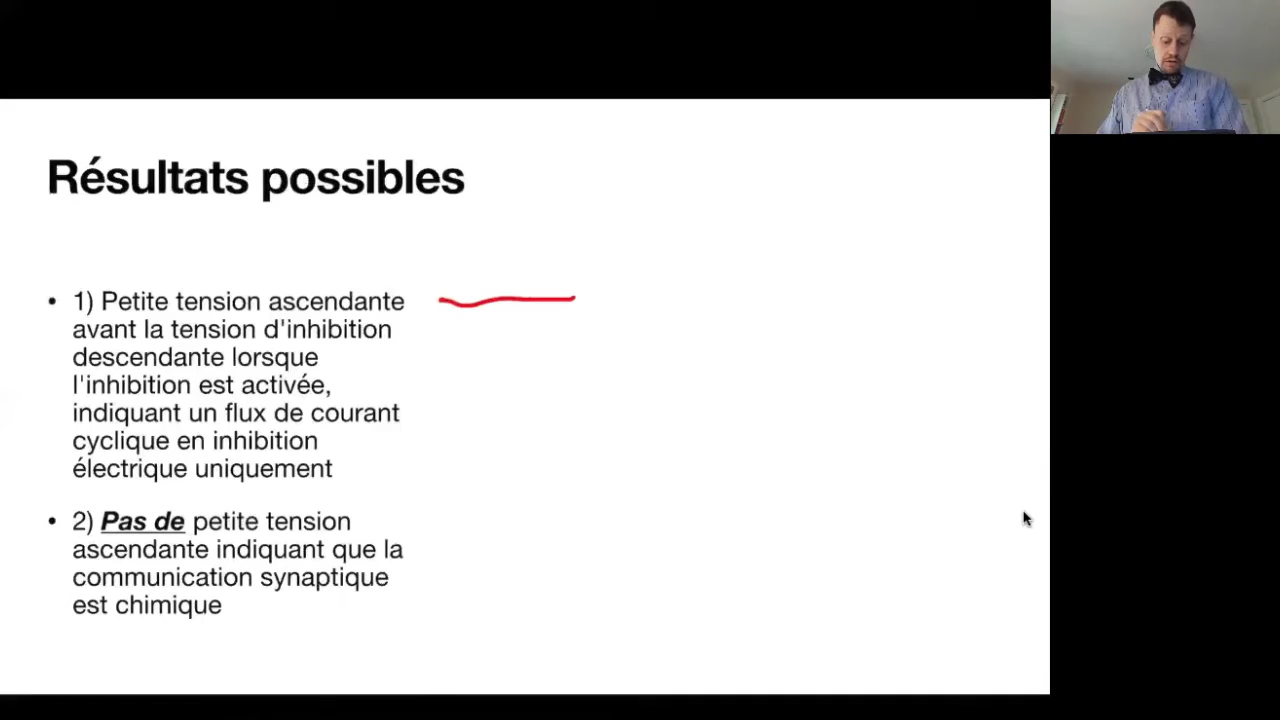 Résultats possibles
• 1) Petite tension ascendante
avant la tension d'inhibition
descendante lorsque
l'inhibition est activée,
indiquant un flux de courant
cyclique en inhibition
électrique uniquement
• 2) Pas de petite tension
ascendante indiquant que la
communication synaptique
est chimique